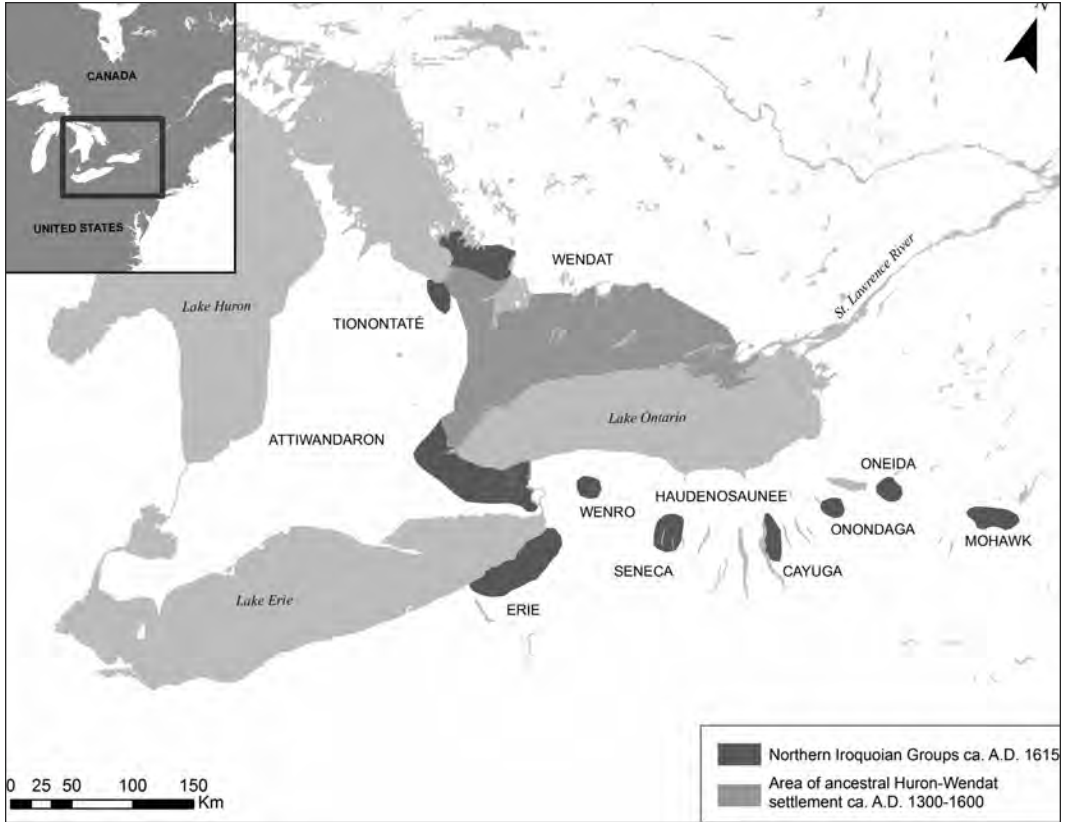 N
CANADA
UNITED STATES
WENDAT
St. Lawrence River
Lake Huron
TIONONTATÉ
Lake Ontario
ATTIWANDARON
ONEIDA
HAUDENOSAUNEE
WENRO
ONONDAGA
MOHAWK
SENECA
CAYUGA
Lake Erie
ERIE
Northern Iroquoian Groups ca. A.D. 1615
Area of ancestral Huron-Wendat
settlement ca. A.D. 1300-1600
0 25 50 100 150
Km